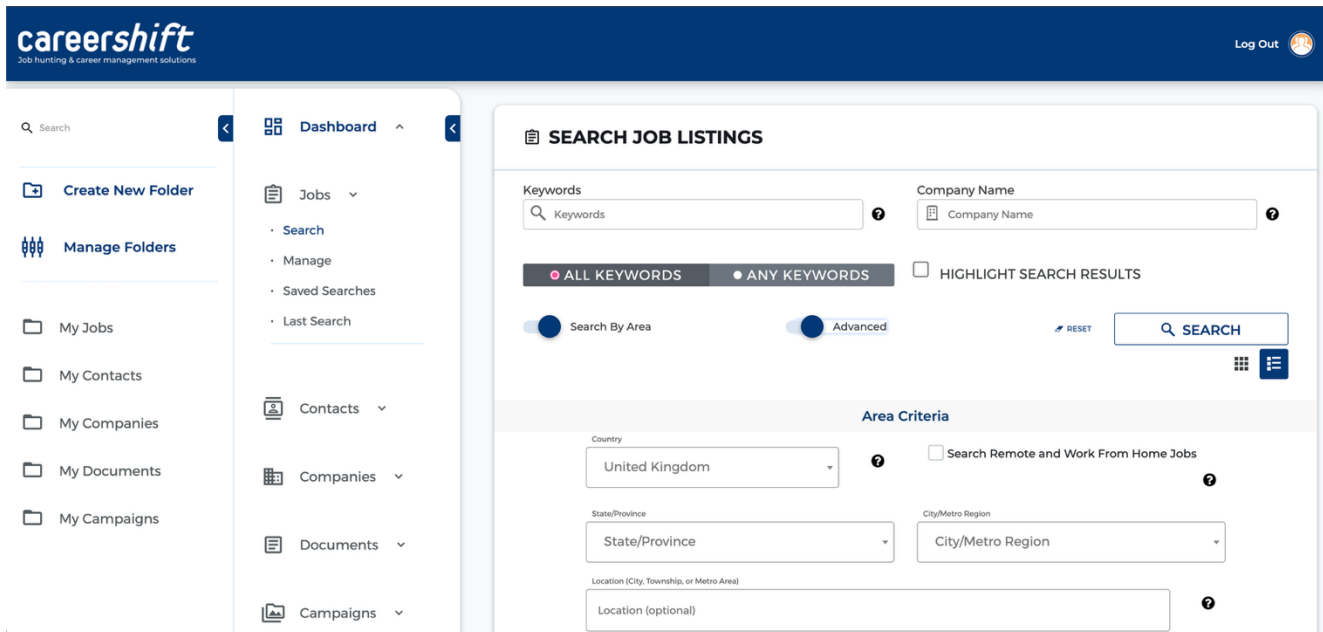 careershift
Job hunting & career management solutions
Log Out
Search
Create New Folder
Manage Folders
My Jobs
My Contacts
My Companies
My Documents
My Campaigns
Dashboard
Jobs
· Search
· Manage
· Saved Searches
· Last Search
Contacts
Companies
Documents
Campaigns
SEARCH JOB LISTINGS
Keywords
Keywords
Company Name
Company Name
ALL KEYWORDS
ANY KEYWORDS
HIGHLIGHT SEARCH RESULTS
Search By Area
Advanced
RESET
SEARCH
Area Criteria
Country
United Kingdom
Search Remote and Work From Home Jobs
State/Province
State/Province
City/Metro Region
City/Metro Region
Location (City, Township, or Metro Area)
Location (optional)